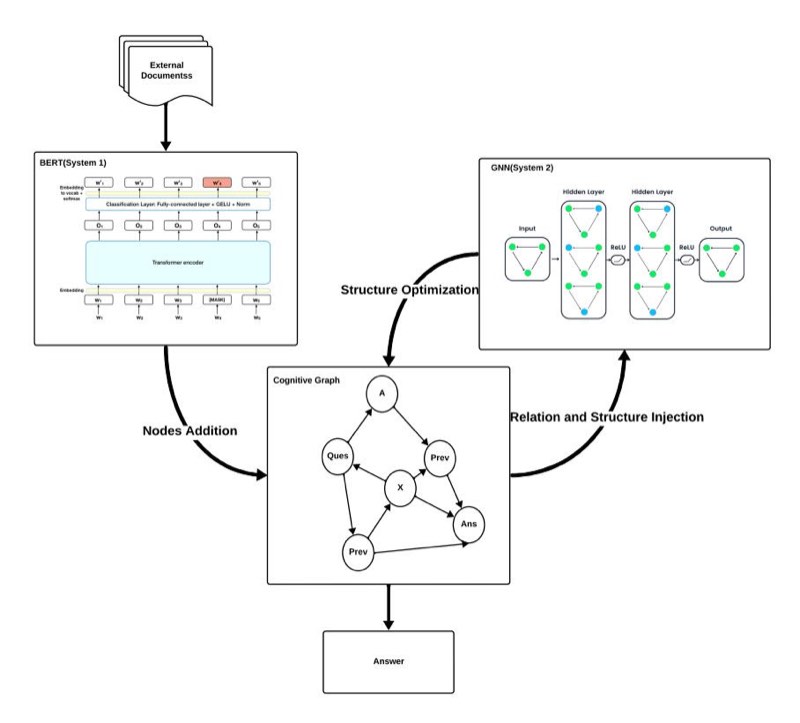 External
Documentss
BERT(System 1)
W'₁ W'₂ W'₃ W'₄ W'₅
Embedding
to vocab +
softmax
Classification Layer: Fully-connected layer + GELU + Norm
O₁ O₂ O₃ O₄ O₅
Transformer encoder
Embedding
W₁ W₂ W₃ [MASK] W₅
W₁ W₂ W₃ W₄ W₅
GNN(System 2)
Hidden Layer Hidden Layer
Input ReLU ReLU Output
Structure Optimization
Nodes Addition
Relation and Structure Injection
Cognitive Graph
A
Ques Prev
X
Ans
Prev
Answer